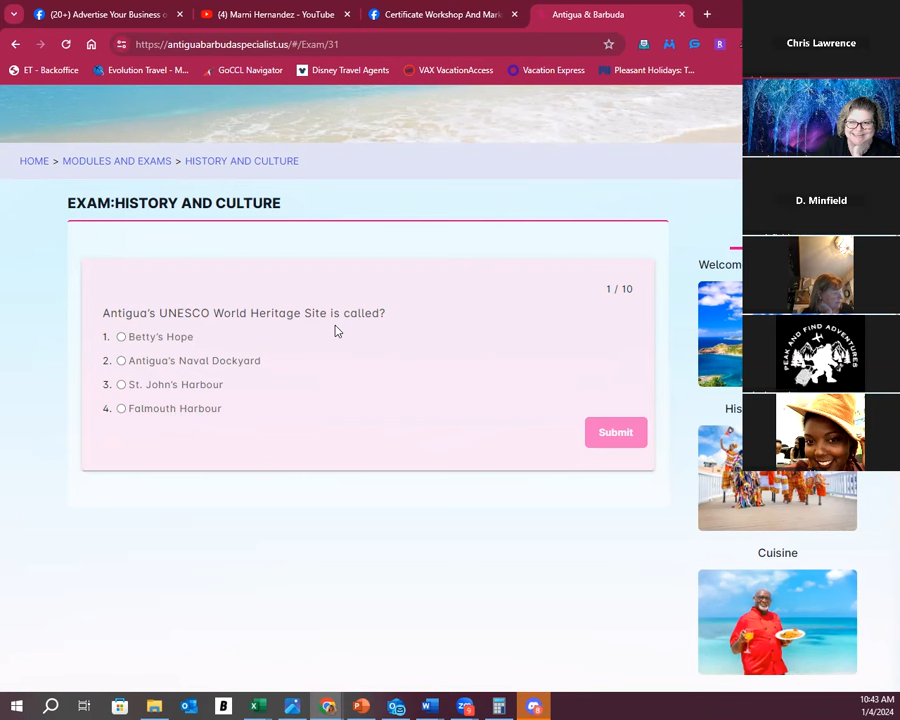 (20+) Advertise Your Business o
(4) Marni Hernandez - YouTube
Certificate Workshop And Mark
Antigua & Barbuda
https://antiguabarbudaspecialist.us/#/Exam/31
ET - Backoffice
Evolution Travel - M...
GoCCL Navigator
Disney Travel Agents
VAX VacationAccess
Vacation Express
Pleasant Holidays: T...
HOME > MODULES AND EXAMS > HISTORY AND CULTURE
EXAM:HISTORY AND CULTURE
1 / 10
Antigua's UNESCO World Heritage Site is called?
1. Betty's Hope
2. Antigua's Naval Dockyard
3. St. John's Harbour
4. Falmouth Harbour
Submit
Welcom
His
Cuisine
Chris Lawrence
D. Minfield
PEAK AND FIND ADVENTURES
10:43 AM
1/4/2024